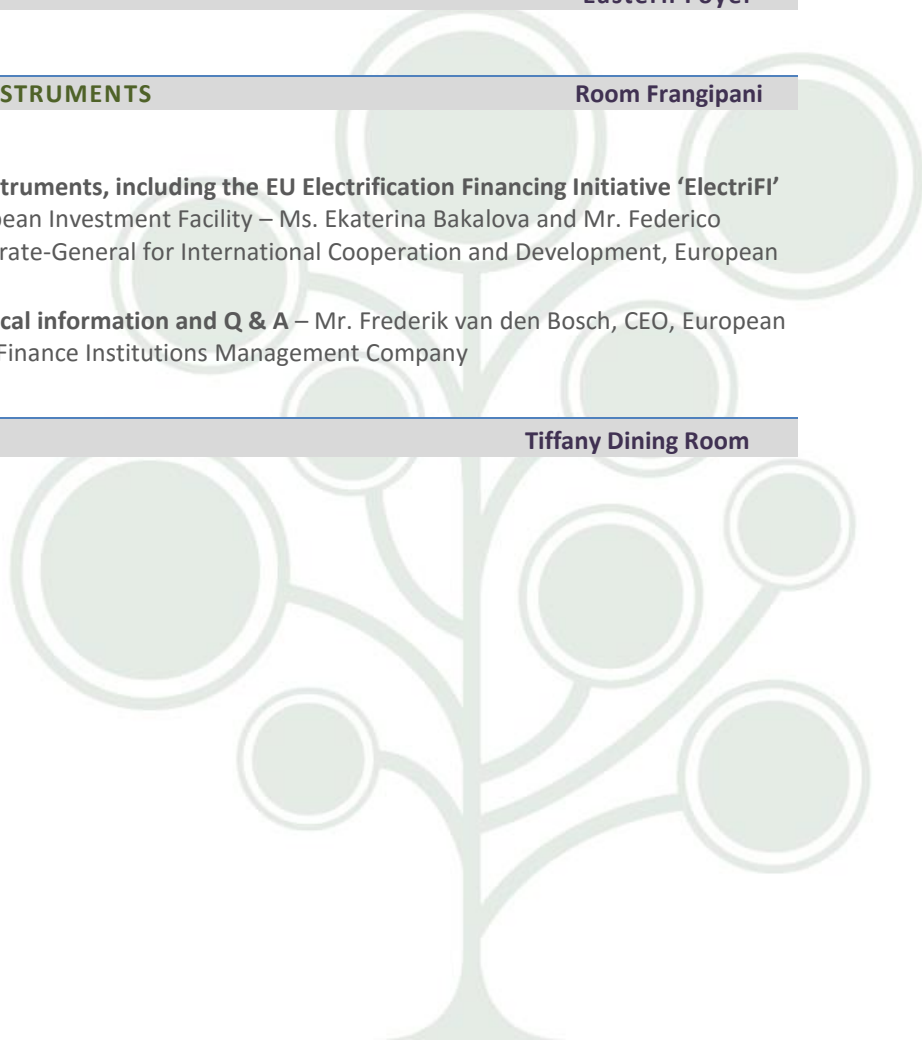 Eastern Foyer
STRUMENTS Room Frangipani
truments, including the EU Electrification Financing Initiative ‘ElectriFI’
pean Investment Facility – Ms. Ekaterina Bakalova and Mr. Federico
rate-General for International Cooperation and Development, European
cal information and Q & A – Mr. Frederik van den Bosch, CEO, European
Finance Institutions Management Company
Tiffany Dining Room